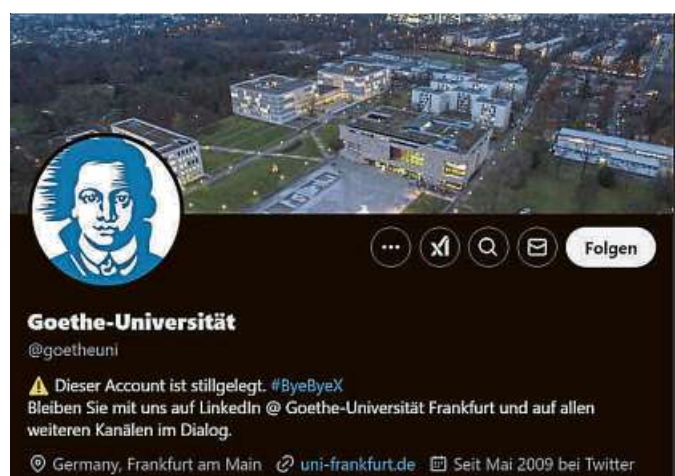 Folgen
Goethe-Universität
@goetheuni
⚠ Dieser Account ist stillgelegt. #ByeByeX
Bleiben Sie mit uns auf LinkedIn @ Goethe-Universität Frankfurt und auf allen
weiteren Kanälen im Dialog.
Germany, Frankfurt am Main uni-frankfurt.de Seit Mai 2009 bei Twitter